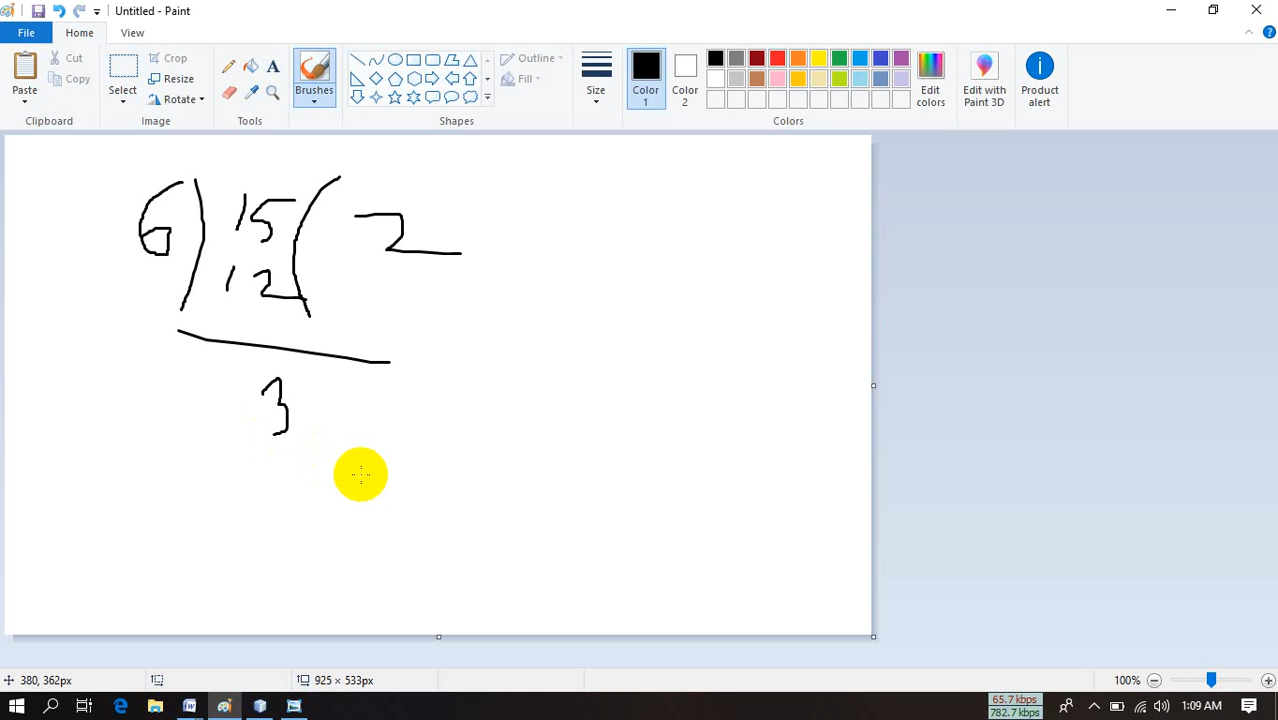 Untitled - Paint
File Home View
Paste Cut Copy
Clipboard
Select Crop Resize Rotate
Image
A
Tools
Brushes
Outline Fill
Shapes
Size
Color 1
Color 2
Edit colors
Colors
Edit with Paint 3D
Product alert
6) 15 ( 2
12
3
380, 362px
925 × 533px
100%
65.7 kbps
782.7 kbps
1:09 AM